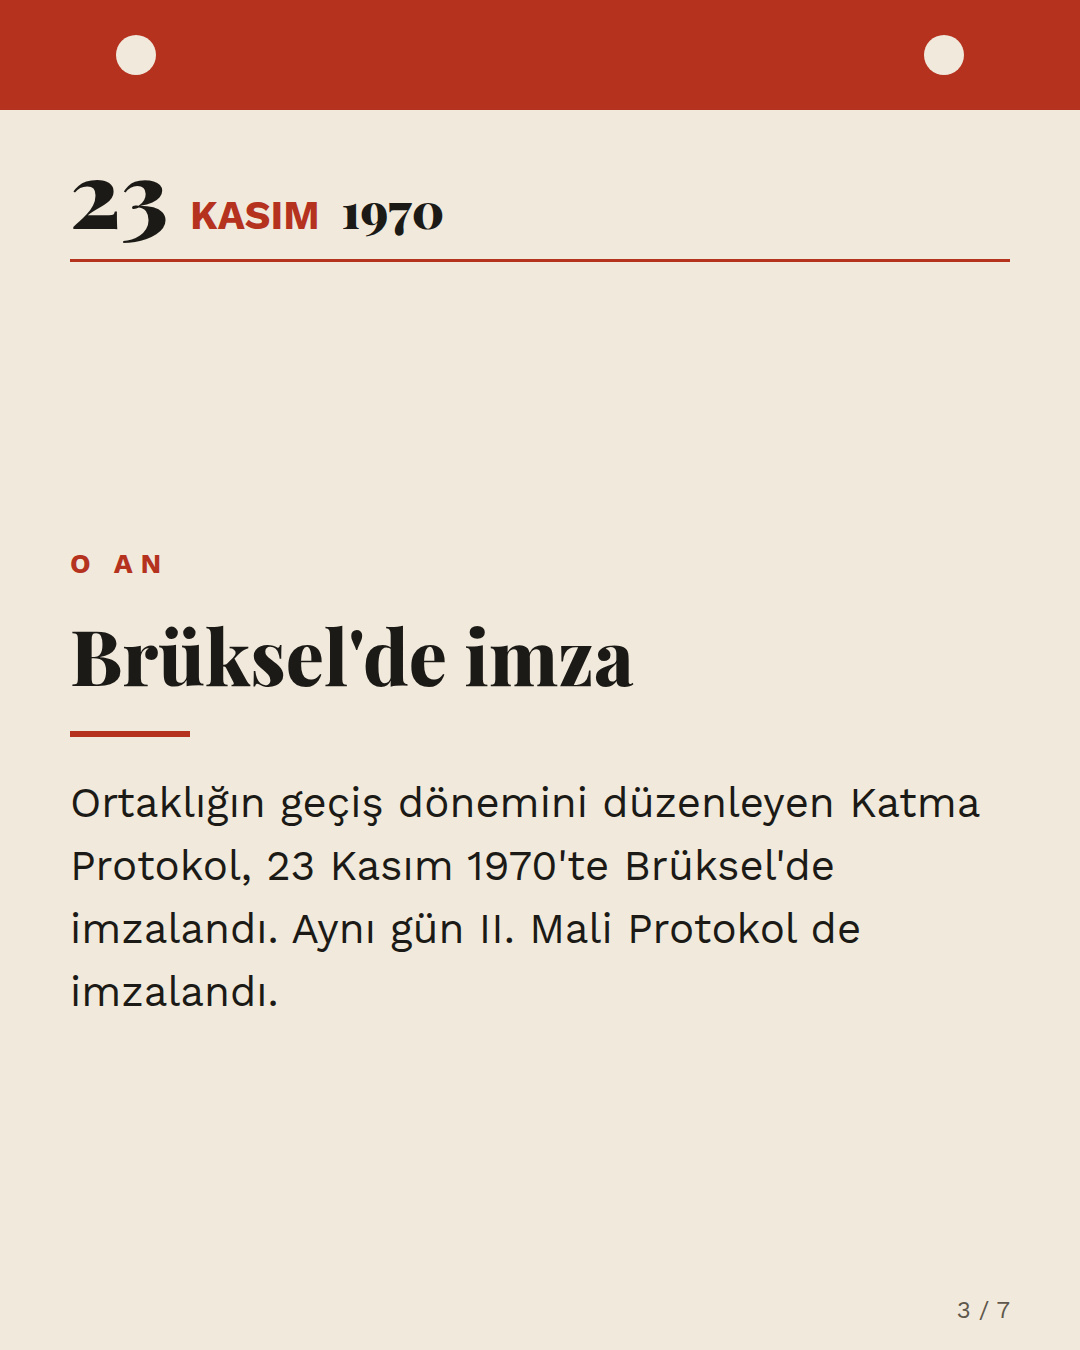 23 KASIM 1970
O AN
Brüksel'de imza
Ortaklığın geçiş dönemini düzenleyen Katma
Protokol, 23 Kasım 1970'te Brüksel'de
imzalandı. Aynı gün II. Mali Protokol de
imzalandı.
3 / 7